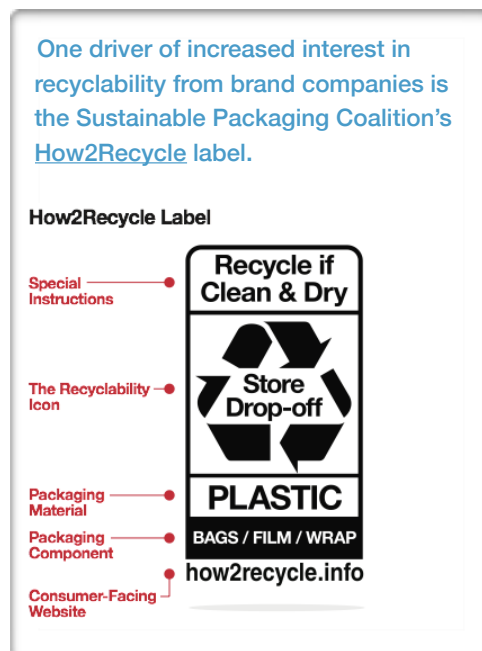 One driver of increased interest in
recyclability from brand companies is
the Sustainable Packaging Coalition’s
How2Recycle label.
How2Recycle Label
Special
Instructions
Recycle if
Clean & Dry
The Recyclability
Icon
Store
Drop-off
Packaging
Material
PLASTIC
Packaging
Component
BAGS / FILM / WRAP
how2recycle.info
Consumer-Facing
Website